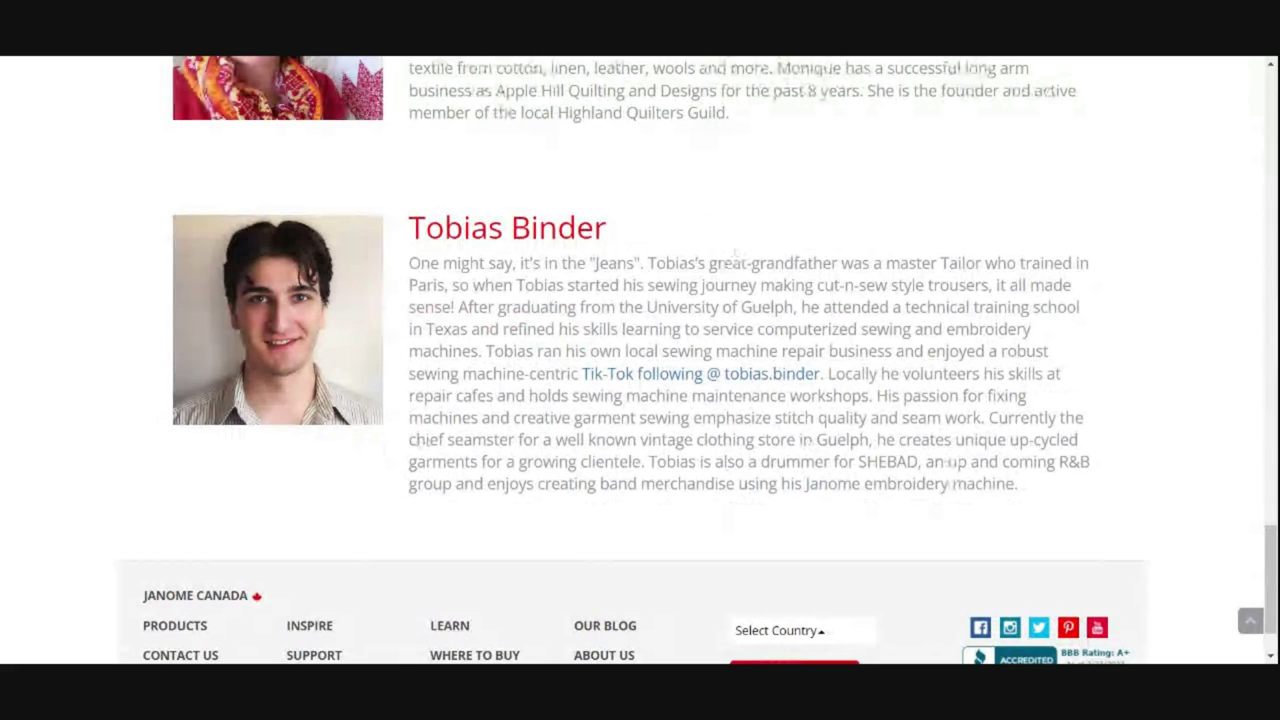 textile from cotton, linen, leather, wools and more. Monique has a successful long arm
business as Apple Hill Quilting and Designs for the past 8 years. She is the founder and active
member of the local Highland Quilters Guild.
Tobias Binder
One might say, it's in the "Jeans". Tobias's great-grandfather was a master Tailor who trained in
Paris, so when Tobias started his sewing journey making cut-n-sew style trousers, it all made
sense! After graduating from the University of Guelph, he attended a technical training school
in Texas and refined his skills learning to service computerized sewing and embroidery
machines. Tobias ran his own local sewing machine repair business and enjoyed a robust
sewing machine-centric Tik-Tok following @ tobias.binder. Locally he volunteers his skills at
repair cafes and holds sewing machine maintenance workshops. His passion for fixing
machines and creative garment sewing emphasize stitch quality and seam work. Currently the
chief seamster for a well known vintage clothing store in Guelph, he creates unique up-cycled
garments for a growing clientele. Tobias is also a drummer for SHEBAD, an up and coming R&B
group and enjoys creating band merchandise using his Janome embroidery machine.
JANOME CANADA
PRODUCTS INSPIRE LEARN OUR BLOG Select Country
CONTACT US SUPPORT WHERE TO BUY ABOUT US
ACCREDITED BBB Rating: A+